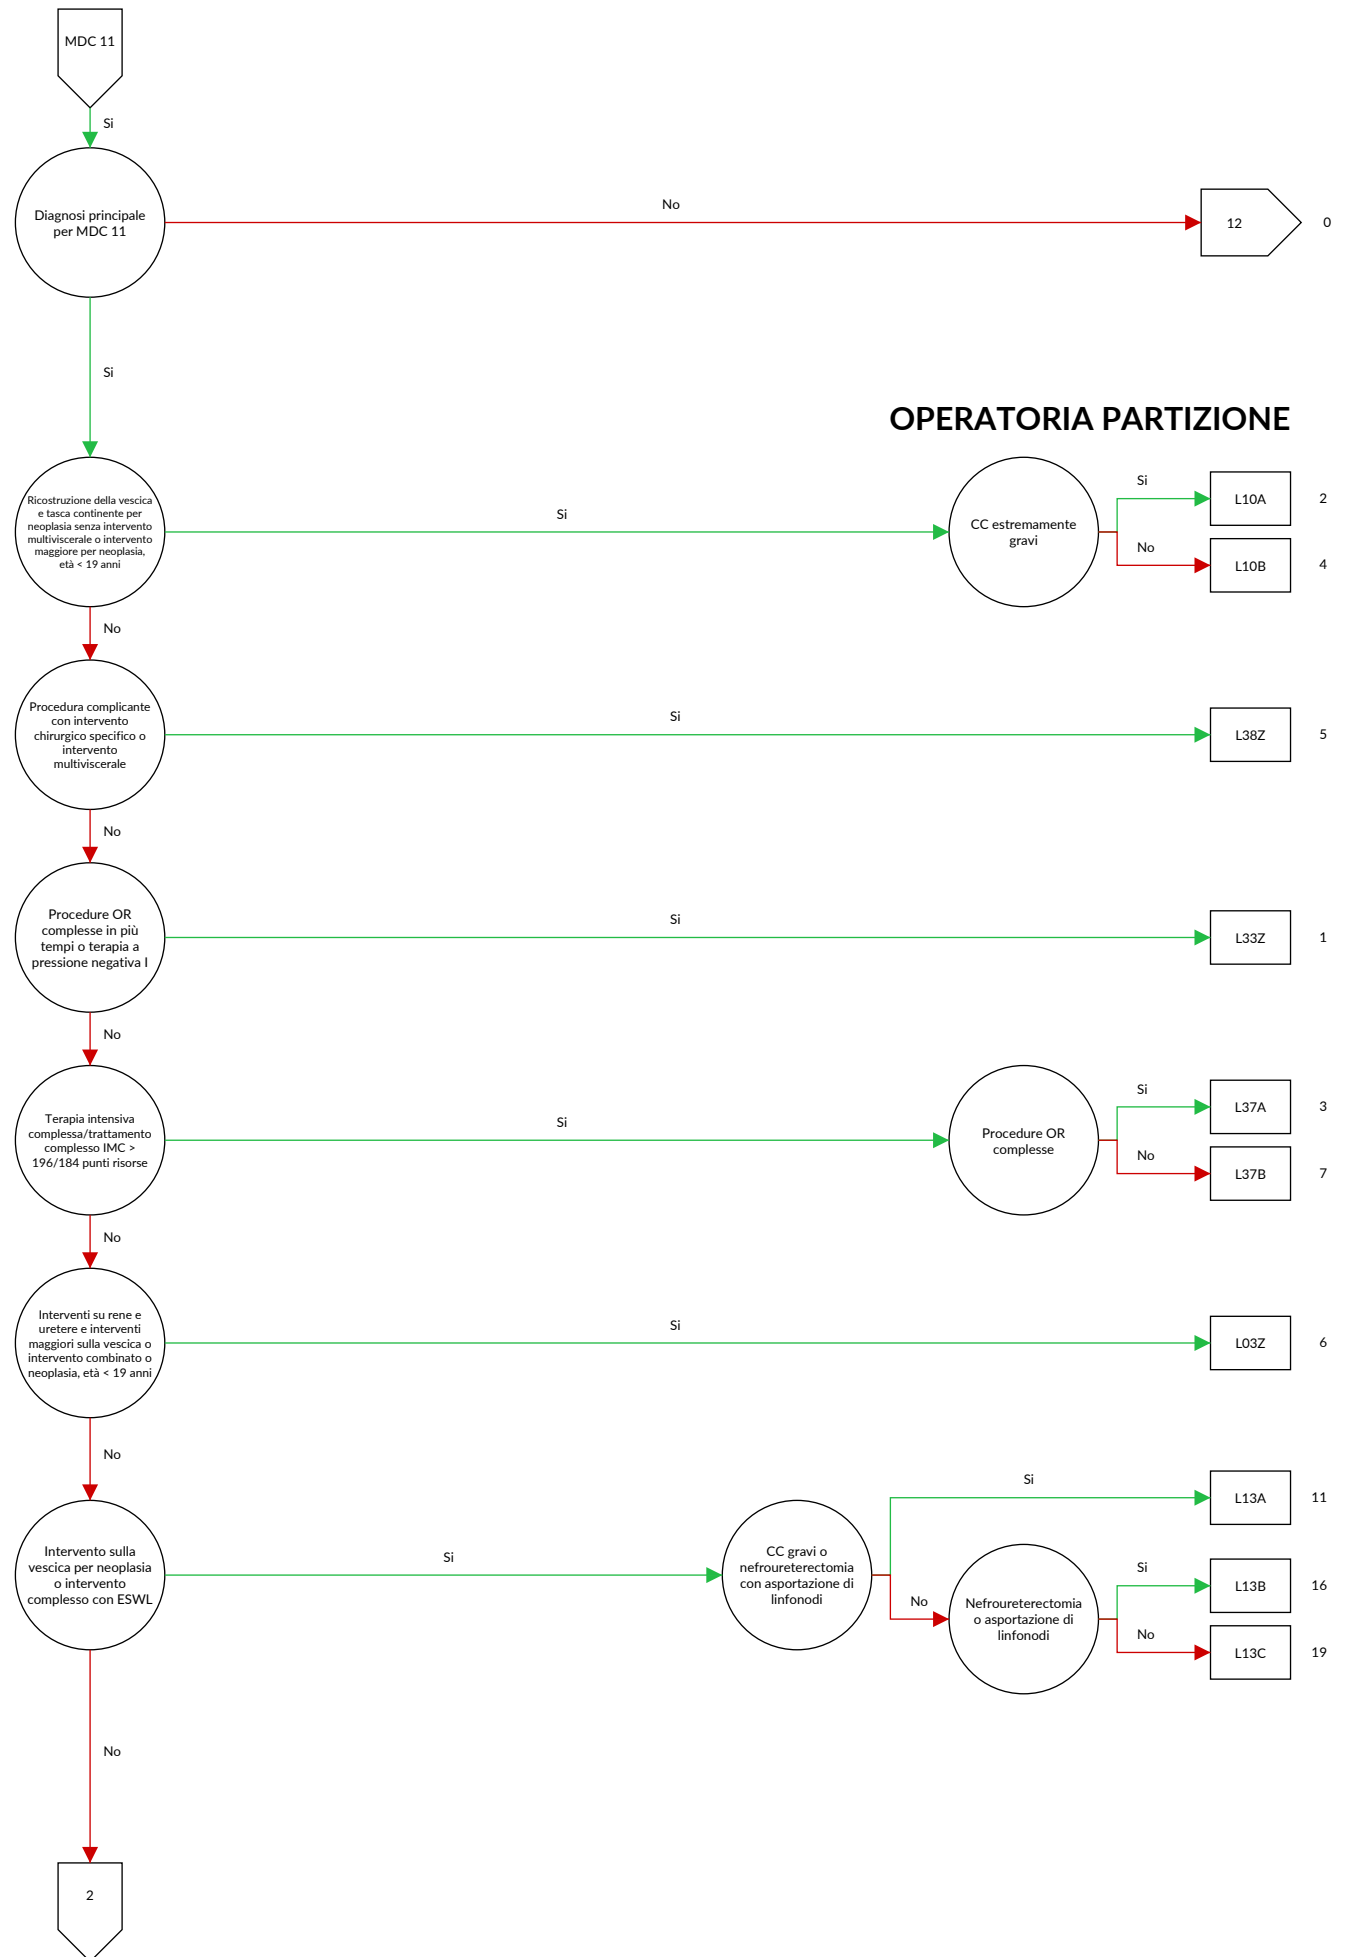 MDC 11
Si
Diagnosi principale
per MDC 11
No
12
0
Si
OPERATORIA PARTIZIONE
Ricostruzione della vescica
e tasca continente per
neoplasia senza intervento
multiviscerale o intervento
maggiore per neoplasia,
età < 19 anni
Si
CC estremamente
gravi
Si
L10A
2
No
L10B
4
No
Procedura complicante
con intervento
chirurgico specifico o
intervento
multiviscerale
Si
L38Z
5
No
Procedure OR
complesse in più
tempi o terapia a
pressione negativa I
Si
L33Z
1
No
Terapia intensiva
complessa/trattamento
complesso IMC >
196/184 punti risorse
Si
Procedure OR
complesse
Si
L37A
3
No
L37B
7
No
Interventi su rene e
uretere e interventi
maggiori sulla vescica o
intervento combinato o
neoplasia, età < 19 anni
Si
L03Z
6
No
Intervento sulla
vescica per neoplasia
o intervento
complesso con ESWL
Si
CC gravi o
nefroureterectomia
con asportazione di
linfonodi
Si
L13A
11
No
Nefroureterectomia
o asportazione di
linfonodi
Si
L13B
16
No
L13C
19
No
2